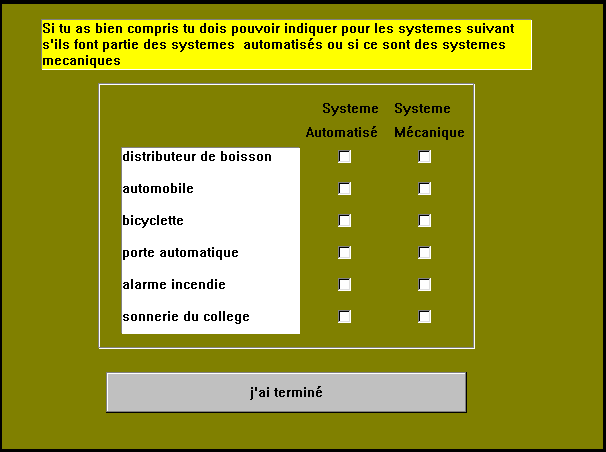 Si tu as bien compris tu dois pouvoir indiquer pour les systemes suivant
s'ils font partie des systemes automatisés ou si ce sont des systemes
mecaniques
Systeme Systeme
Automatisé Mécanique
distributeur de boisson
automobile
bicyclette
porte automatique
alarme incendie
sonnerie du college
j'ai terminé